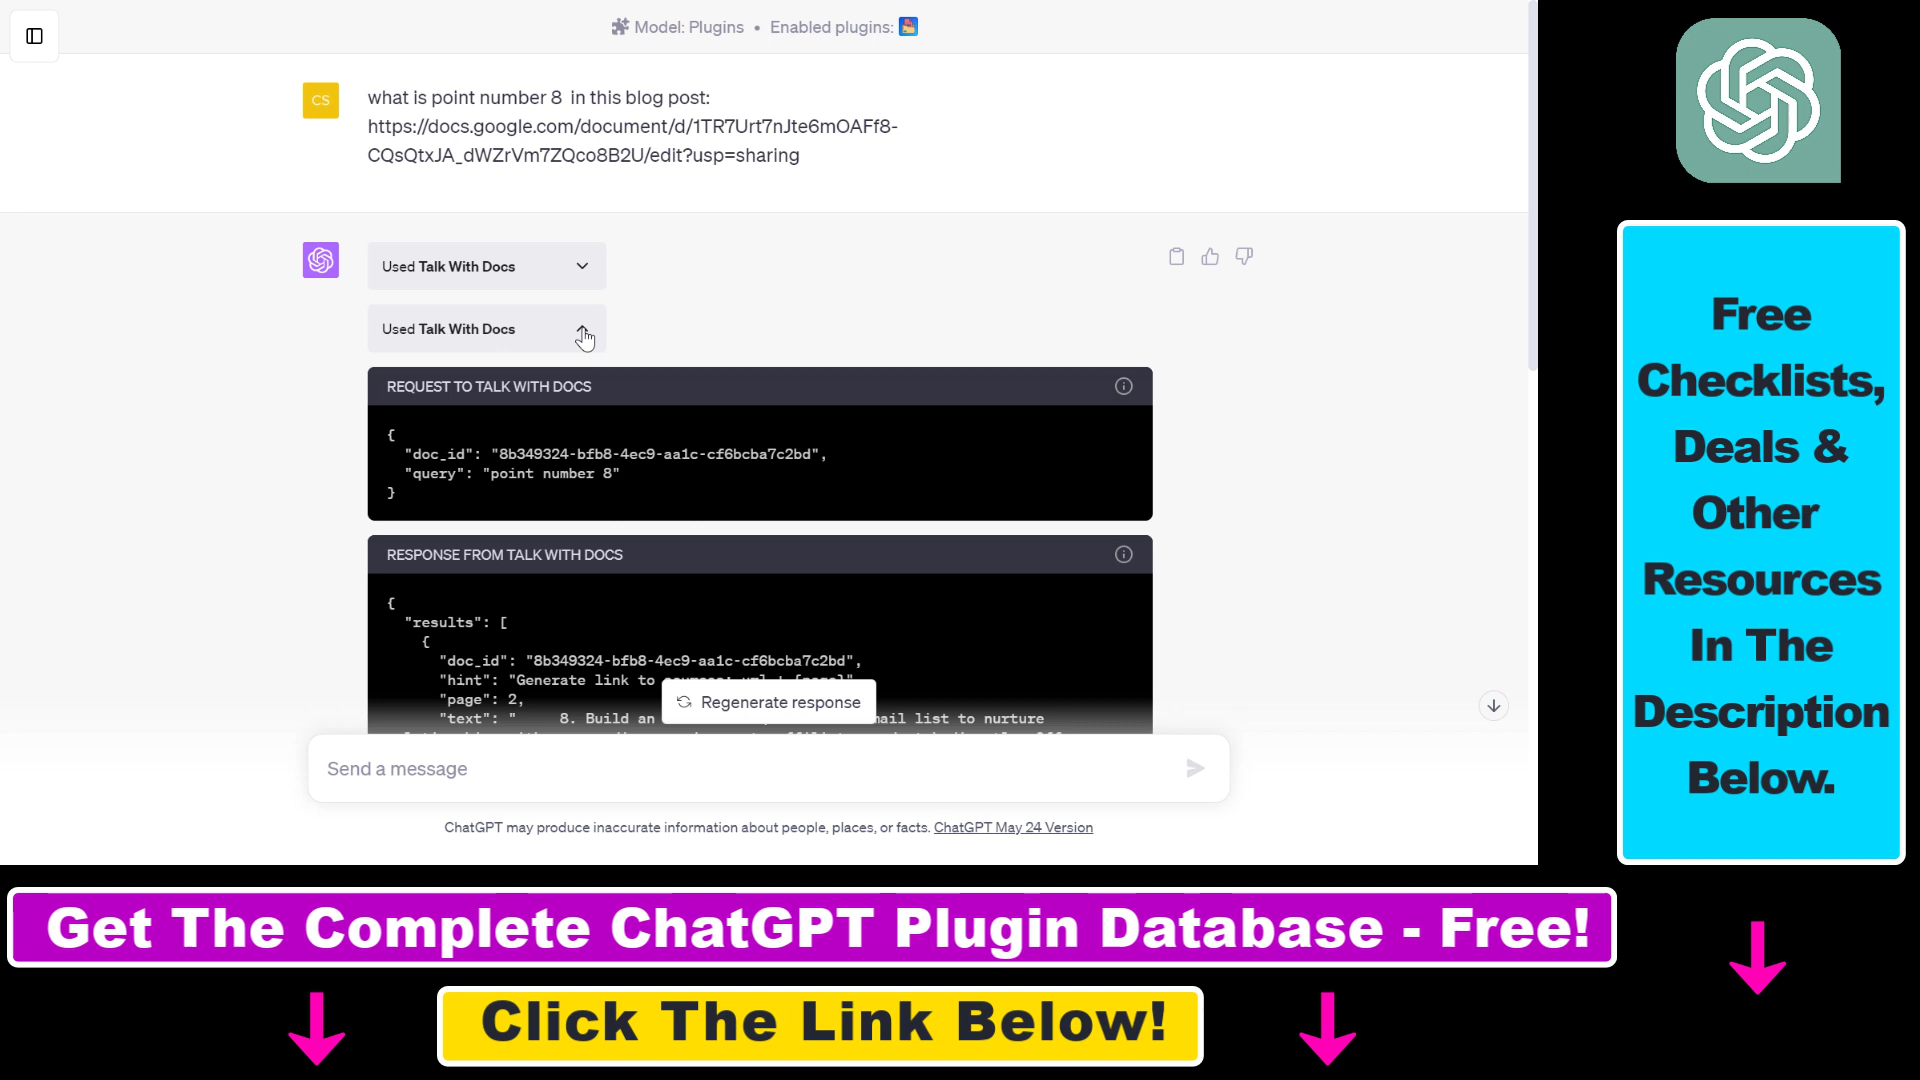 Model: Plugins • Enabled plugins:
CS
what is point number 8 in this blog post:
https://docs.google.com/document/d/1TR7Urt7nJte6mOAFf8-
CQsQtxJA_dWZrVm7ZQco8B2U/edit?usp=sharing
Used Talk With Docs
Used Talk With Docs
REQUEST TO TALK WITH DOCS
{
"doc_id": "8b349324-bfb8-4ec9-aa1c-cf6bcba7c2bd",
"query": "point number 8"
}
RESPONSE FROM TALK WITH DOCS
{
"results": [
{
"doc_id": "8b349324-bfb8-4ec9-aa1c-cf6bcba7c2bd",
"hint": "Generate link to
"page": 2,
"text": " 8. Build an list to nurture
Regenerate response
Send a message
ChatGPT may produce inaccurate information about people, places, or facts. ChatGPT May 24 Version
Free
Checklists,
Deals &
Other
Resources
In The
Description
Below.
Get The Complete ChatGPT Plugin Database - Free!
Click The Link Below!